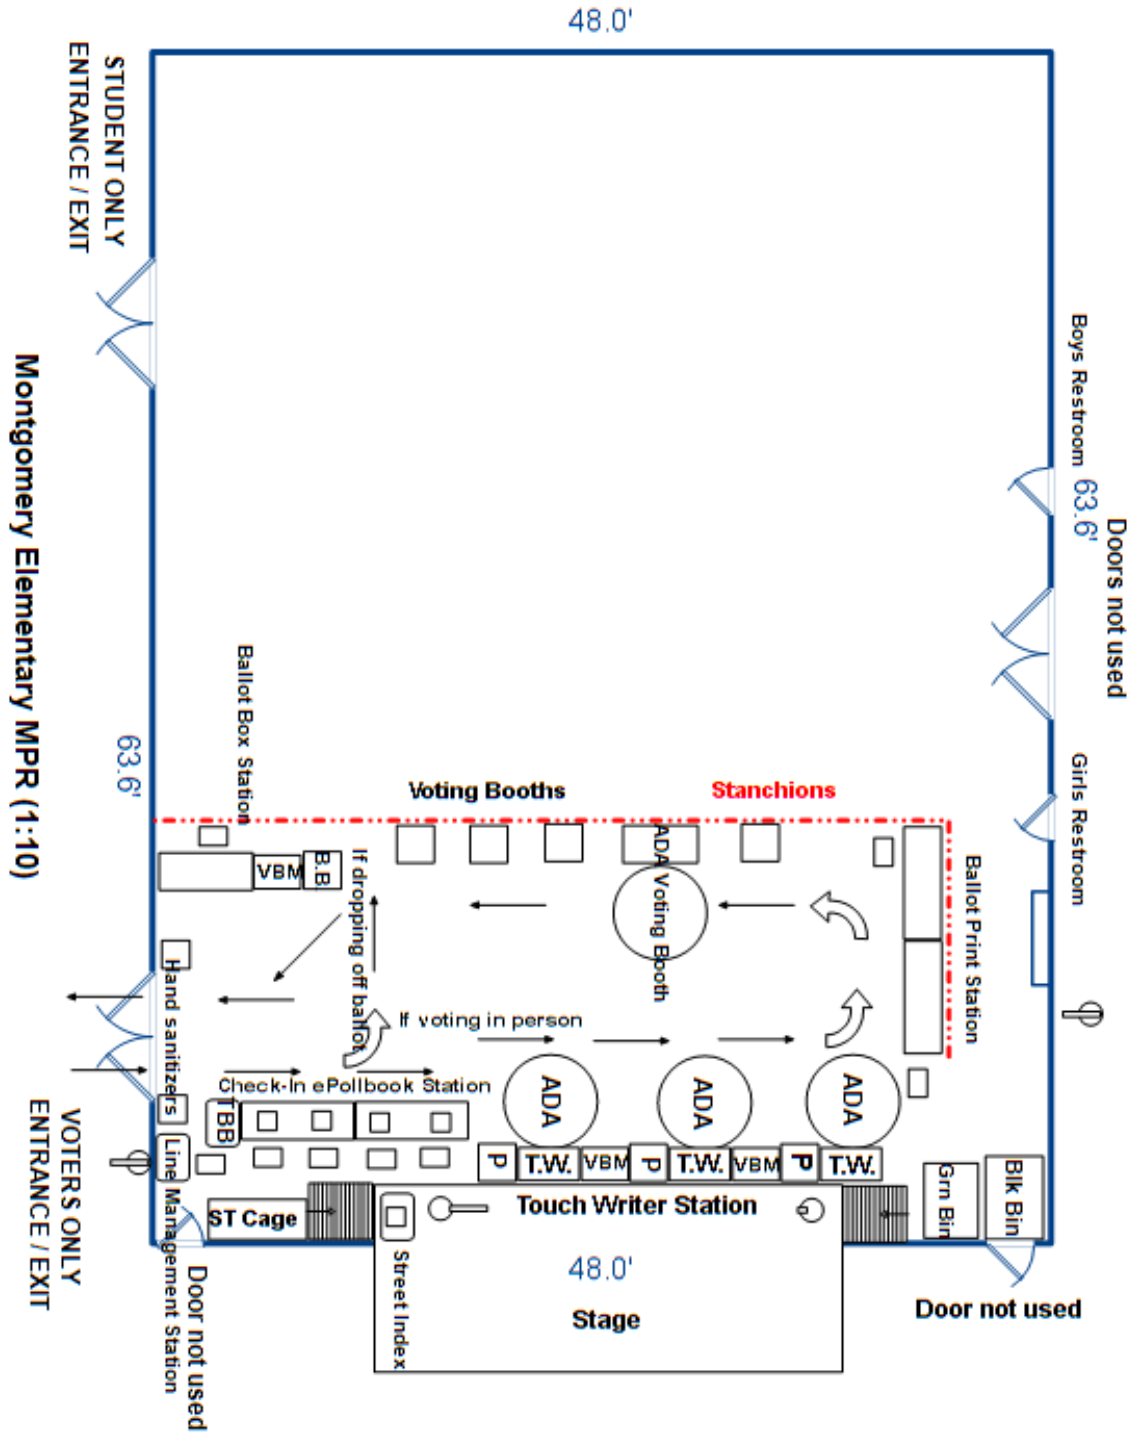 48.0'
STUDENT ONLY
ENTRANCE / EXIT
Boys Restroom
63.6'
Doors not used
Montgomery Elementary MPR (1:10)
Ballot Box Station
63.6'
Girls Restroom
Voting Booths
Stanchions
VBM
B.B.
If dropping off ballot
ADA Voting Booth
Ballot Print Station
Hand sanitizers
If voting in person
Check-In ePollbook Station
TBB
ADA
ADA
ADA
VOTERS ONLY
ENTRANCE / EXIT
Line Management Station
P
T.W.
VBM
P
T.W.
VBM
P
T.W.
Grn Bin
Blk Bin
ST Cage
Touch Writer Station
Street Index
Door not used
48.0'
Stage
Door not used